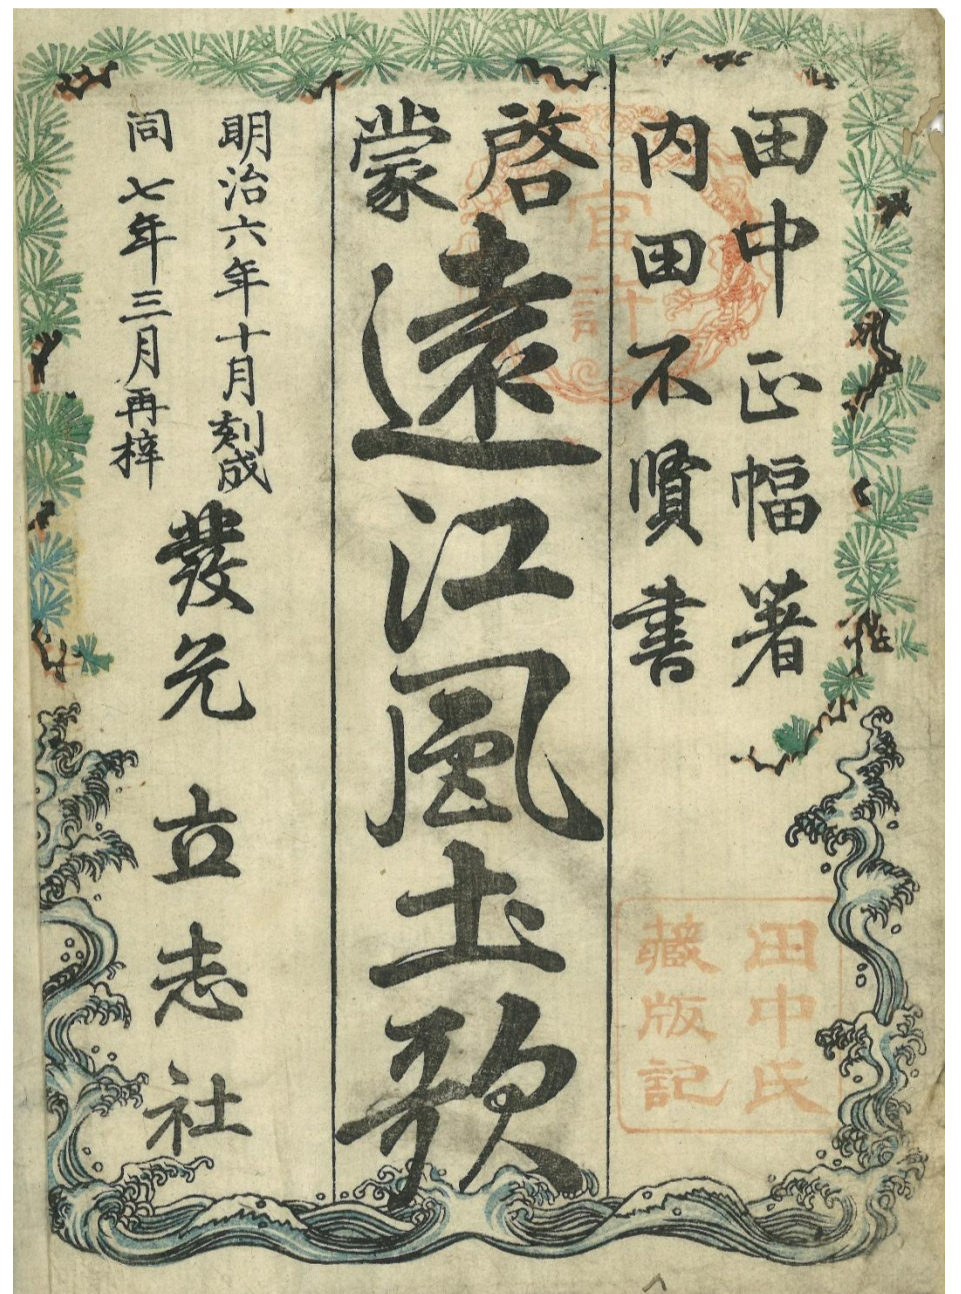 田中正幅著
内田不賢書
官許
田中氏
藏版記
啓蒙
遠江風土歌
明治六年十月刻成
同七年三月再梓
發兌 立志社